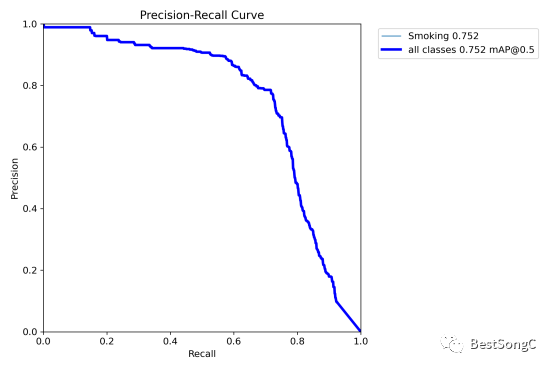 Precision-Recall Curve
Smoking 0.752
all classes 0.752 mAP@0.5
1.0
0.8
0.6
0.4
0.2
0.0
Precision
0.0 0.2 0.4 0.6 0.8 1.0
Recall
BestSongC